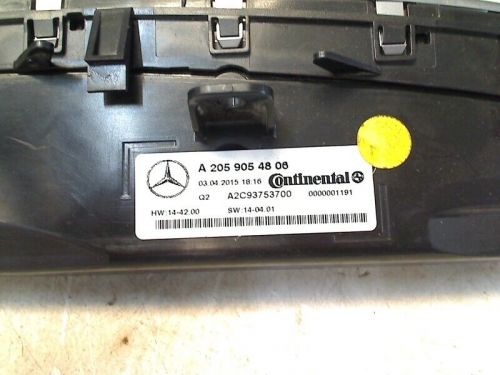 A 205 905 48 06
03.04.2015 18:16 Continental
Q2 A2C93753700 0000001191
HW:14-42.00 SW:14-04.01